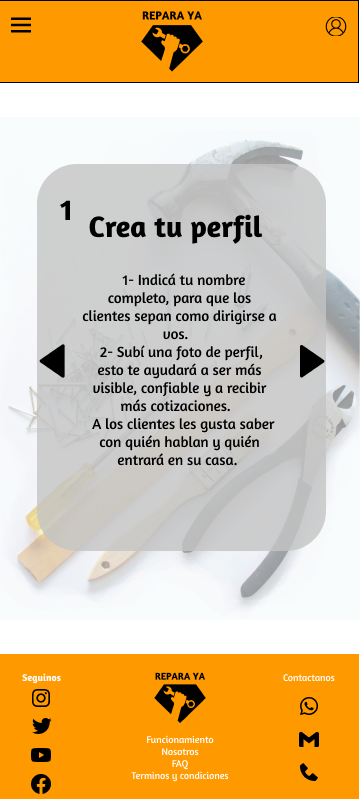 REPARA YA
1
Crea tu perfil
1- Indicá tu nombre
completo, para que los
clientes sepan como dirigirse a
vos.
2- Subí una foto de perfil,
esto te ayudará a ser más
visible, confiable y a recibir
más cotizaciones.
A los clientes les gusta saber
con quién hablan y quién
entrará en su casa.
Seguinos
REPARA YA
Contactanos
Funcionamiento
Nosotros
FAQ
Terminos y condiciones